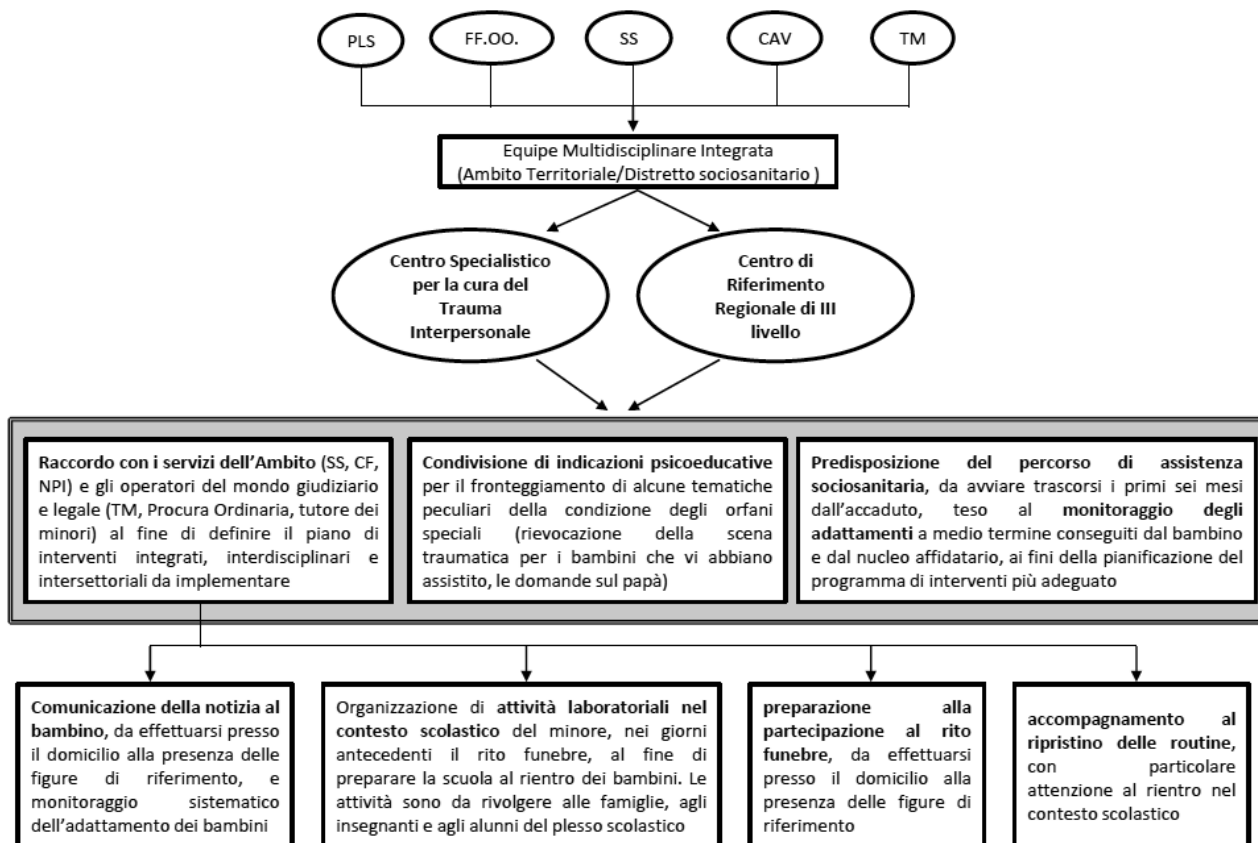 PLS
FF.OO.
SS
CAV
TM
Equipe Multidisciplinare Integrata
(Ambito Territoriale/Distretto sociosanitario )
Centro Specialistico
per la cura del
Trauma
Interpersonale
Centro di
Riferimento
Regionale di III
livello
Raccordo con i servizi dell’Ambito (SS, CF,
NPI) e gli operatori del mondo giudiziario
e legale (TM, Procura Ordinaria, tutore dei
minori) al fine di definire il piano di
interventi integrati, interdisciplinari e
intersettoriali da implementare
Condivisione di indicazioni psicoeducative
per il fronteggiamento di alcune tematiche
peculiari della condizione degli orfani
speciali (rievocazione della scena
traumatica per i bambini che vi abbiano
assistito, le domande sul papà)
Predisposizione del percorso di assistenza
sociosanitaria, da avviare trascorsi i primi sei mesi
dall’accaduto, teso al monitoraggio degli
adattamenti a medio termine conseguiti dal bambino
e dal nucleo affidatario, ai fini della pianificazione del
programma di interventi più adeguato
Comunicazione della notizia al
bambino, da effettuarsi presso
il domicilio alla presenza delle
figure di riferimento, e
monitoraggio sistematico
dell’adattamento dei bambini
Organizzazione di attività laboratoriali nel
contesto scolastico del minore, nei giorni
antecedenti il rito funebre, al fine di
preparare la scuola al rientro dei bambini. Le
attività sono da rivolgere alle famiglie, agli
insegnanti e agli alunni del plesso scolastico
preparazione alla
partecipazione al rito
funebre, da effettuarsi
presso il domicilio alla
presenza delle figure di
riferimento
accompagnamento al
ripristino delle routine,
con particolare
attenzione al rientro nel
contesto scolastico